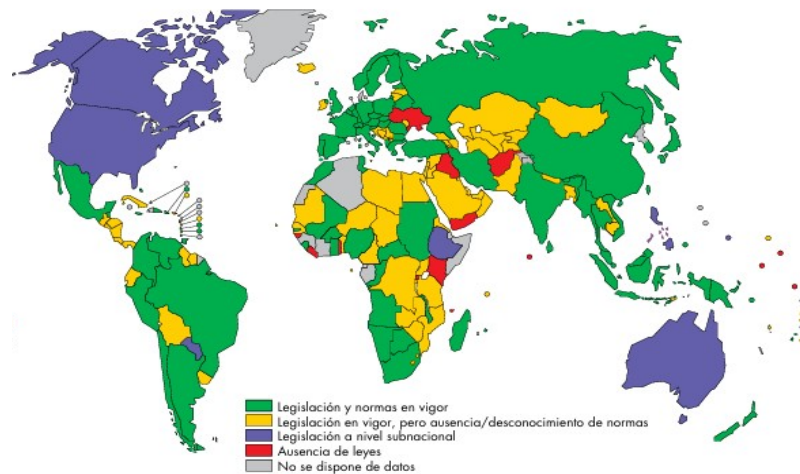 Legislación y normas en vigor
Legislación en vigor, pero ausencia/desconocimiento de normas
Legislación a nivel subnacional
Ausencia de leyes
No se dispone de datos